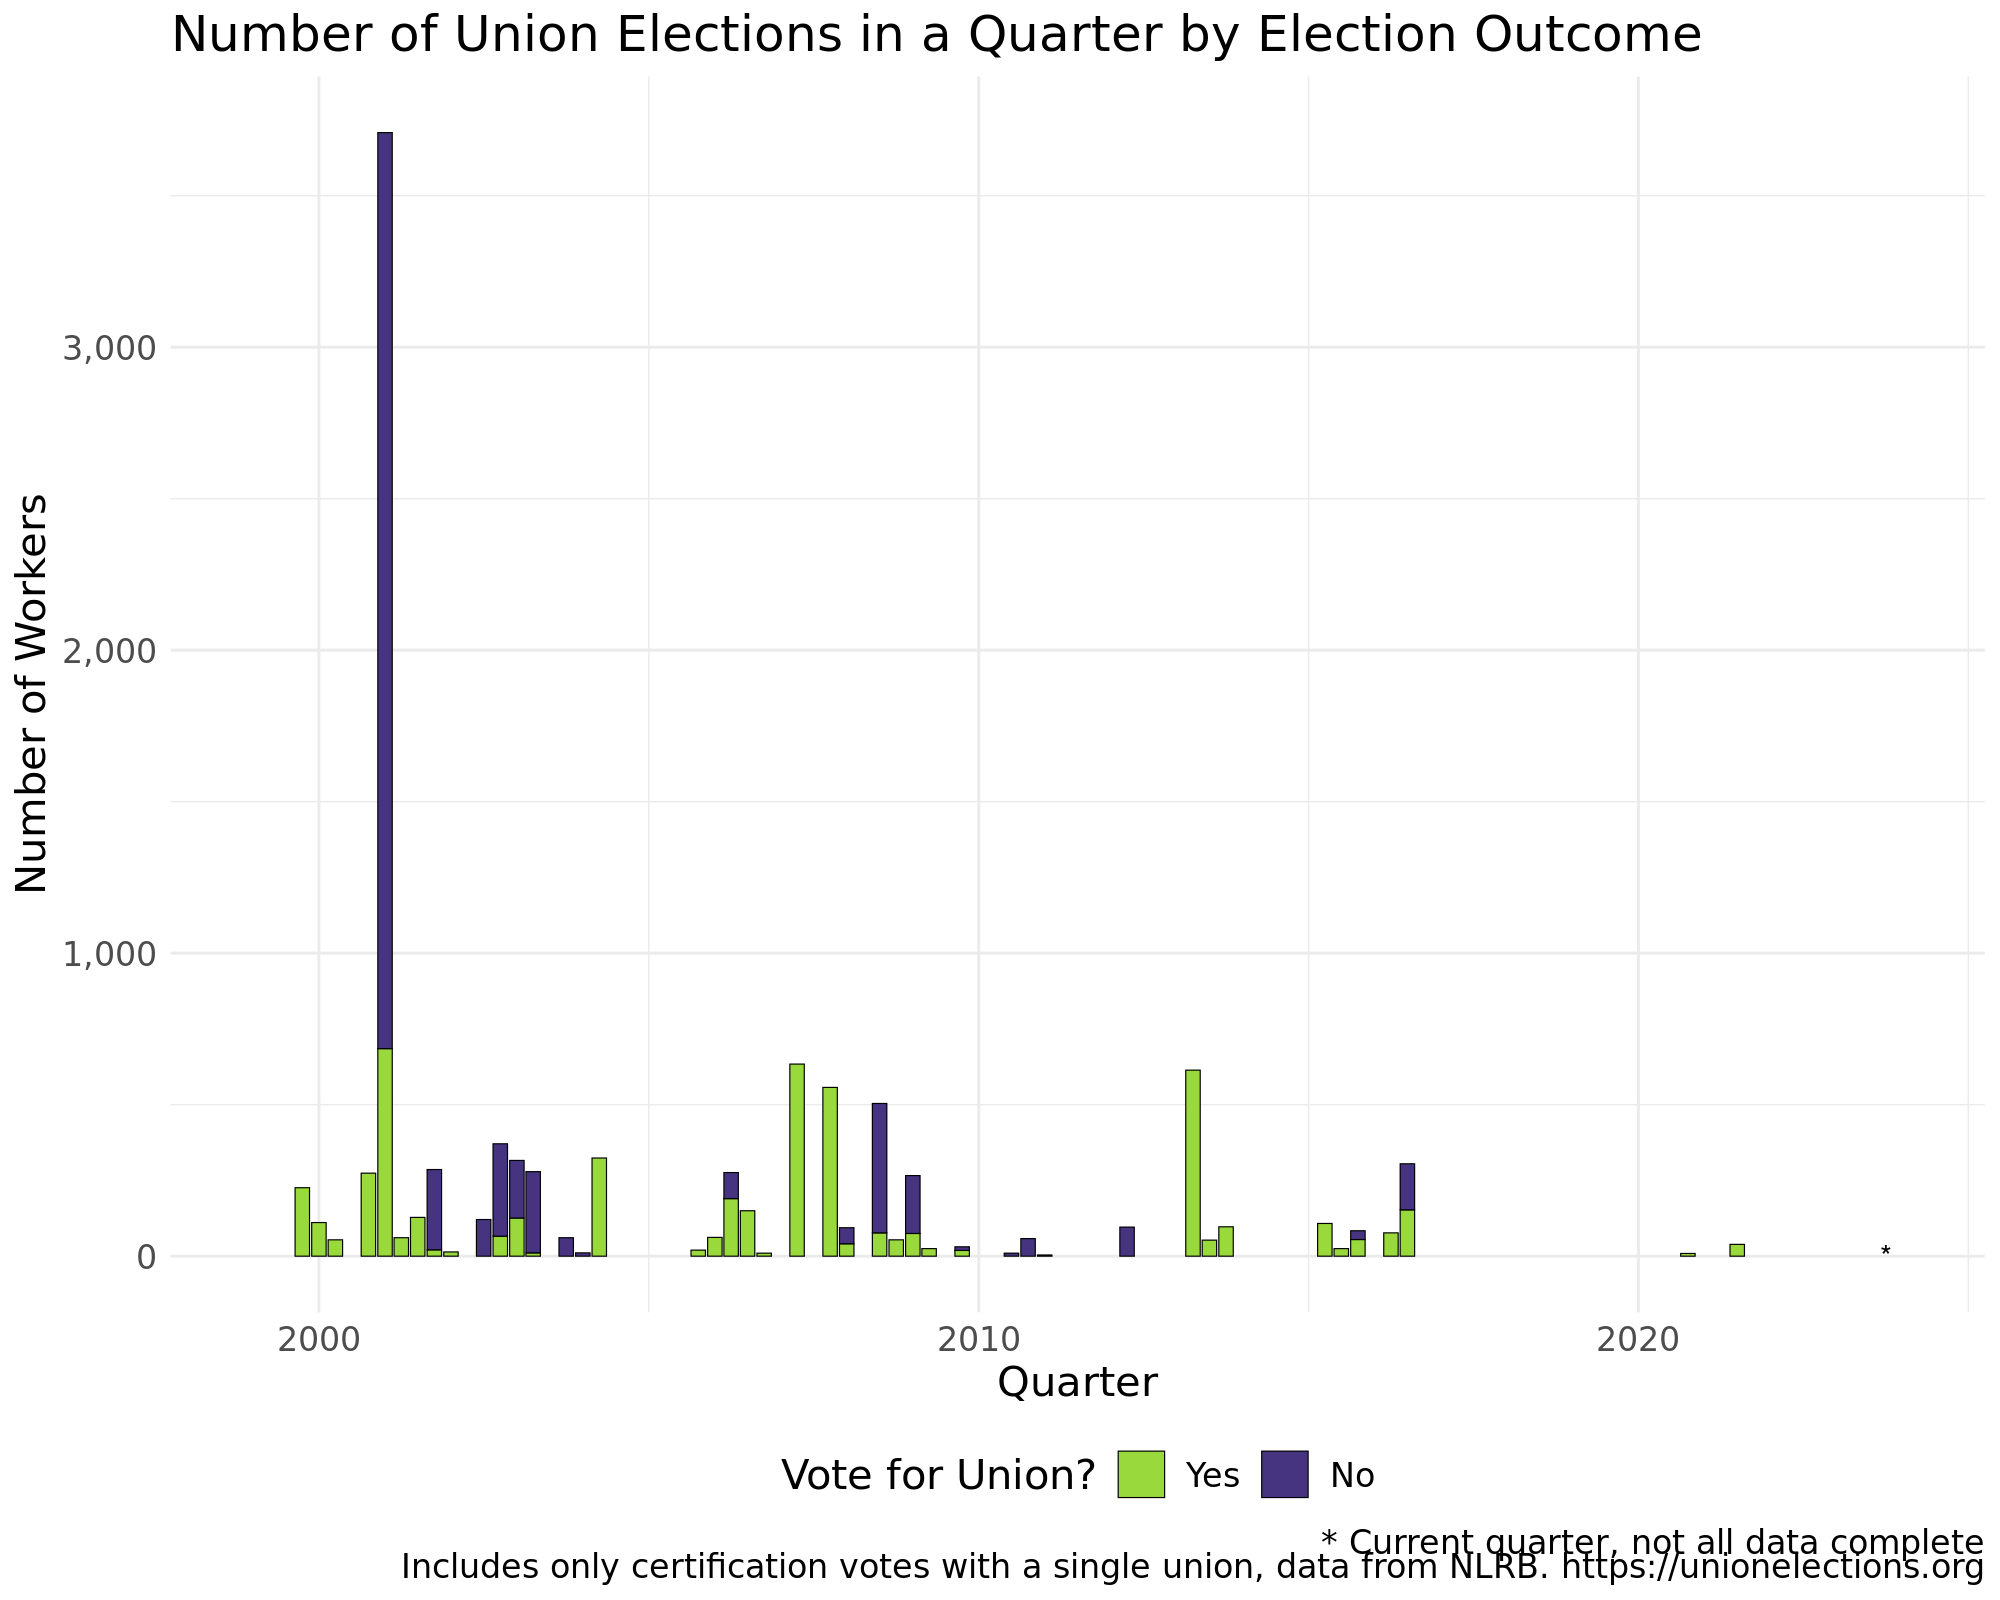 Number of Union Elections in a Quarter by Election Outcome
Number of Workers
3,000
2,000
1,000
0
*
2000
2010
2020
Quarter
Vote for Union?
Yes
No
* Current quarter, not all data complete
Includes only certification votes with a single union, data from NLRB. https://unionelections.org